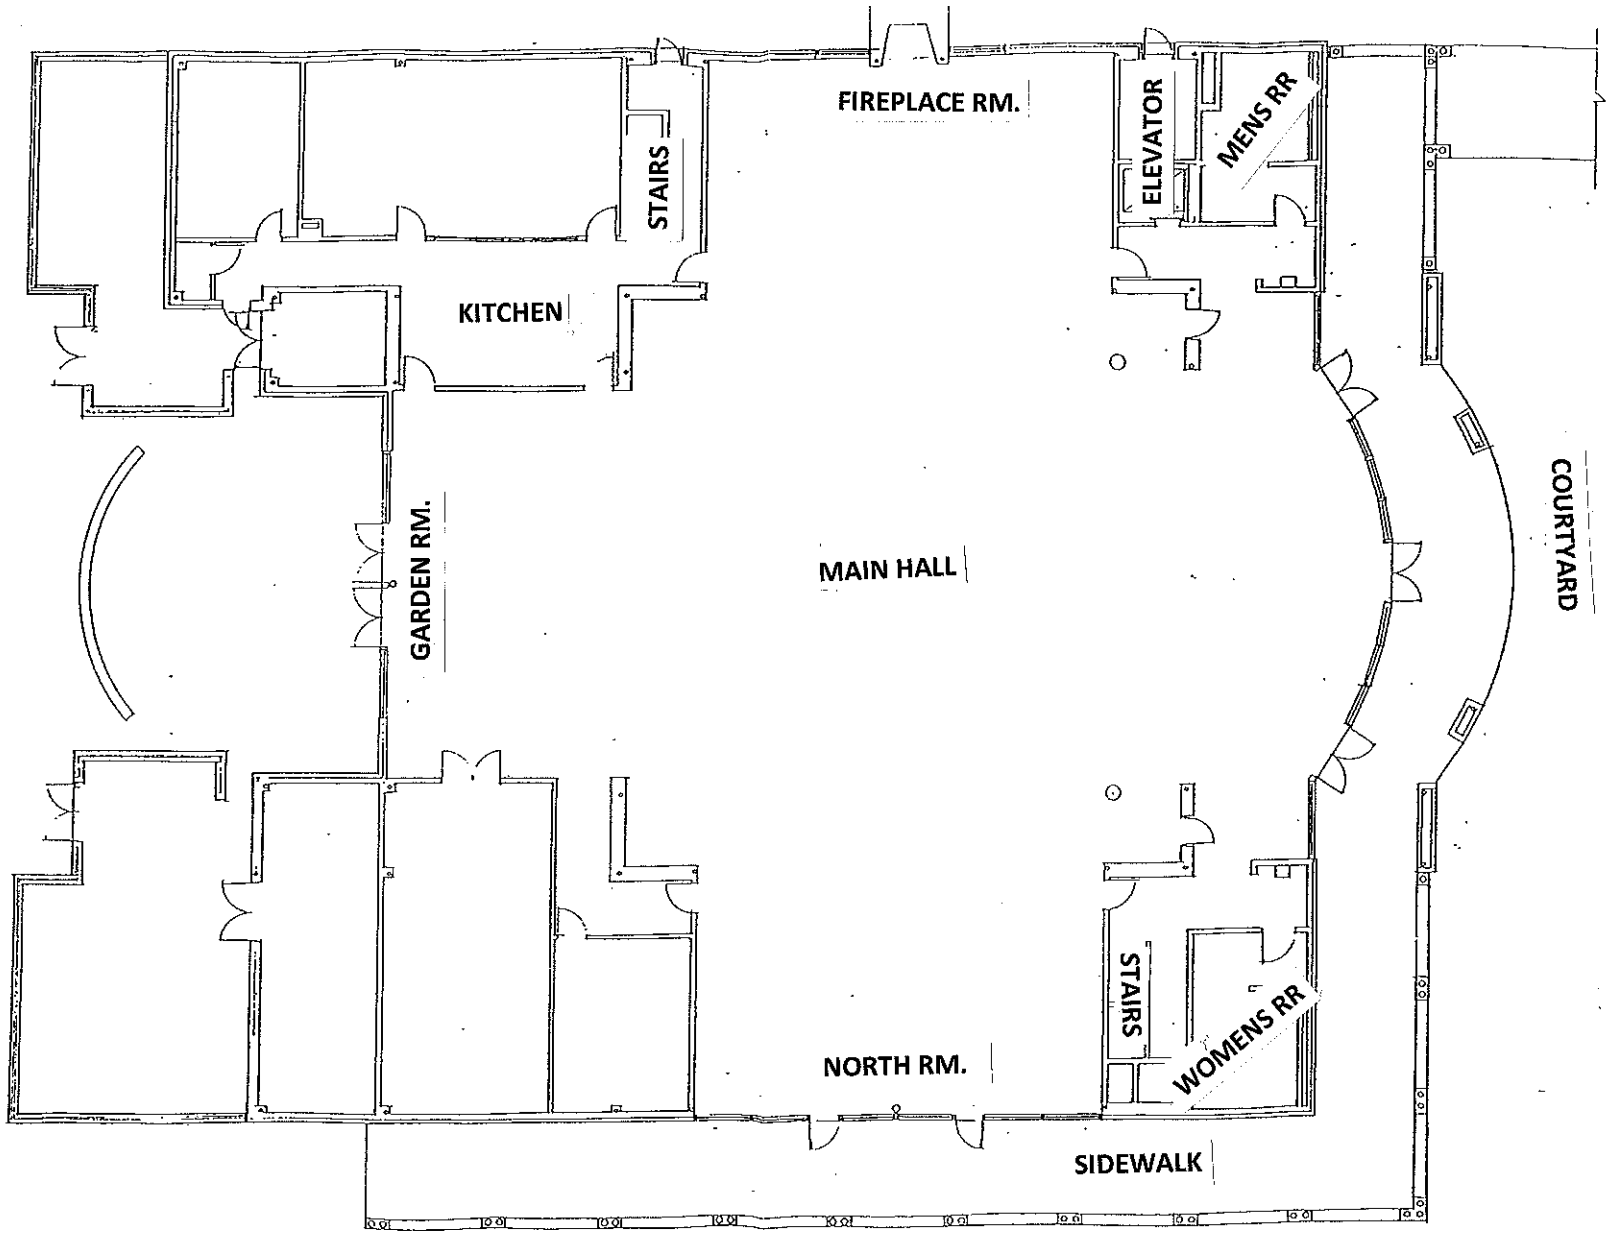 FIREPLACE RM.
ELEVATOR
MENS RR
STAIRS
KITCHEN
COURTYARD
GARDEN RM.
MAIN HALL
STAIRS
WOMENS RR
NORTH RM.
SIDEWALK